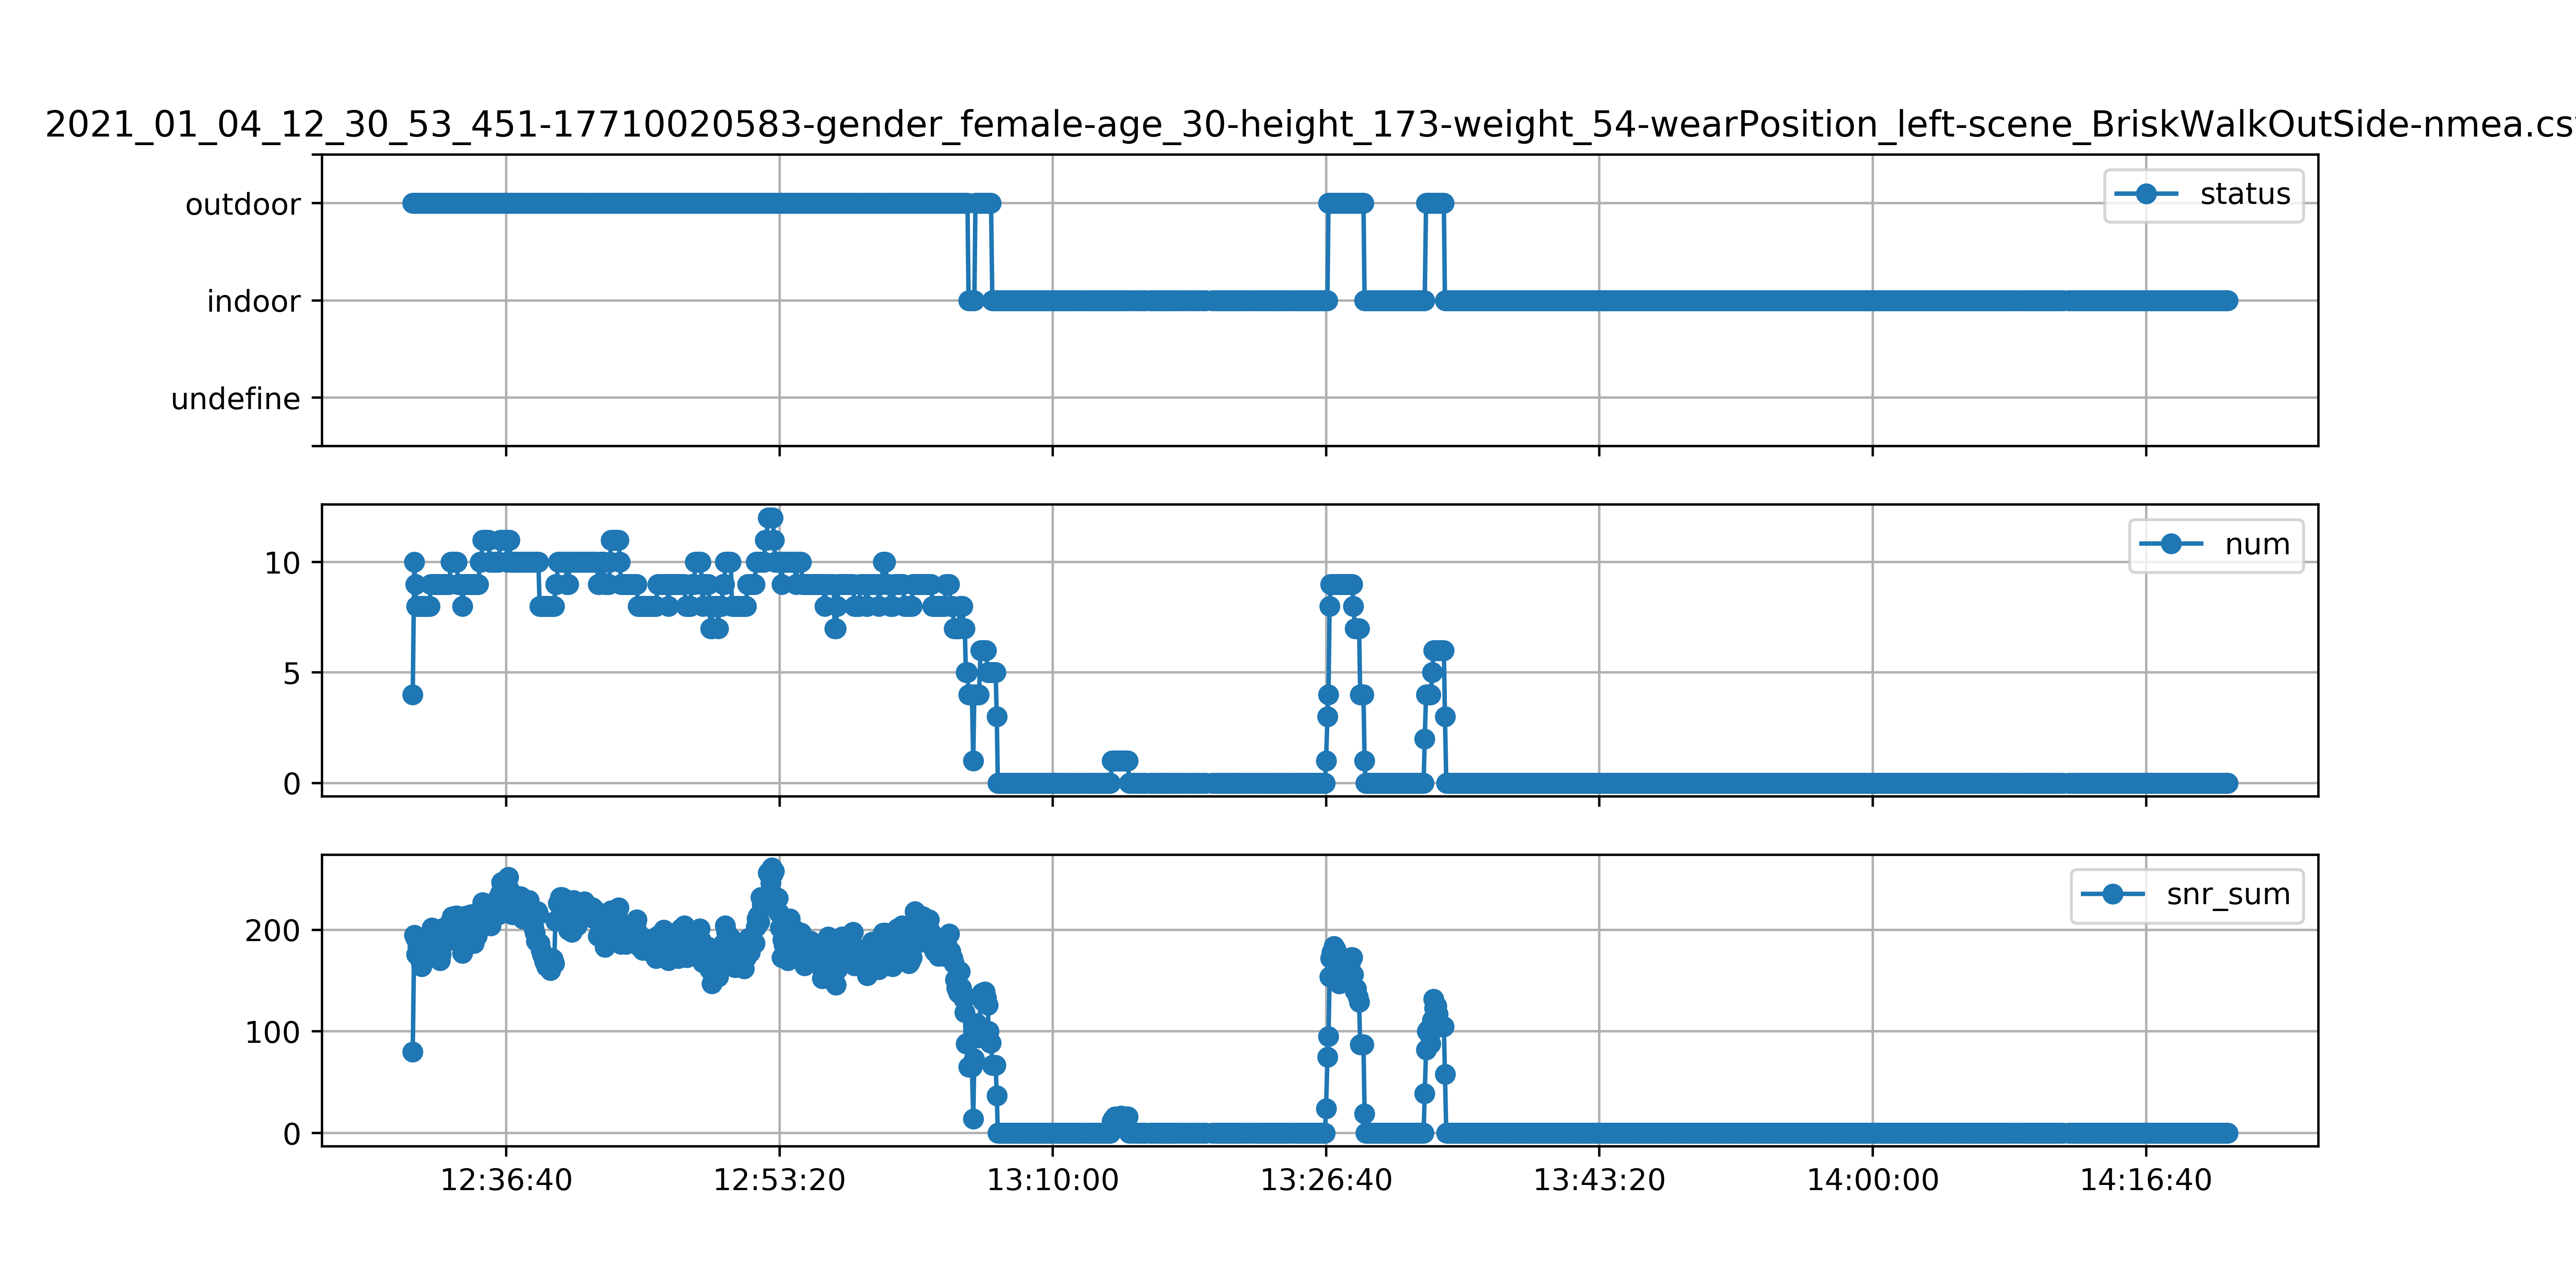 2021_01_04_12_30_53_451-17710020583-gender_female-age_30-height_173-weight_54-wearPosition_left-scene_BriskWalkOutSide-nmea.cs
outdoor
indoor
undefine
status
10
5
0
num
200
100
0
snr_sum
12:36:40 12:53:20 13:10:00 13:26:40 13:43:20 14:00:00 14:16:40